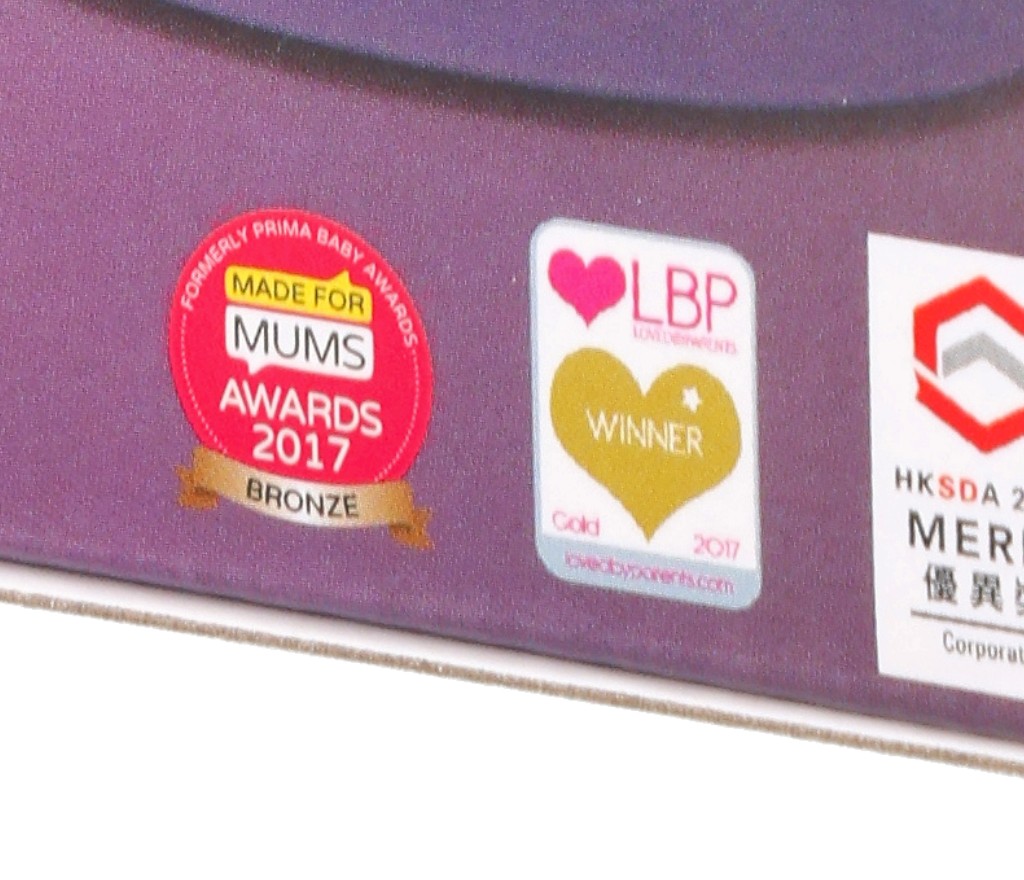 FORMERLY PRIMA BABY AWARDS
MADE FOR
MUMS
AWARDS
2017
BRONZE
LBP
LOVEDBYPARENTS
WINNER
Gold
2017
lovedbyparents.com
HKSDA 2
MER
優異
Corporat